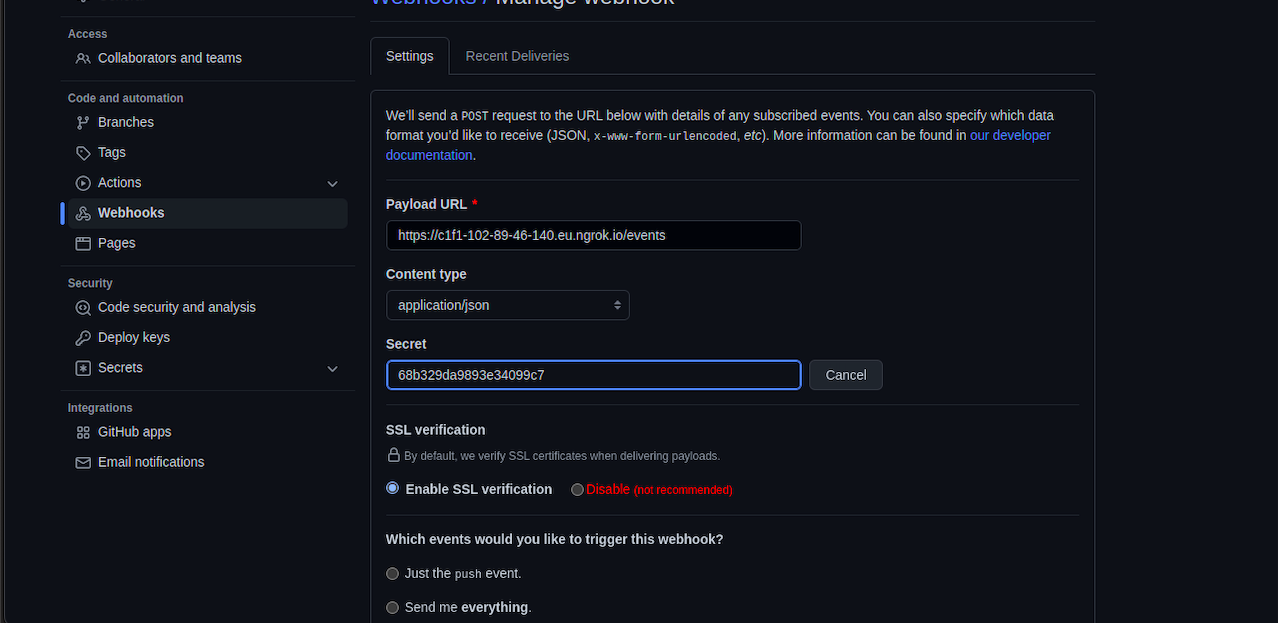 Webhooks / Manage webhook
Access
Collaborators and teams
Code and automation
Branches
Tags
Actions
Webhooks
Pages
Security
Code security and analysis
Deploy keys
Secrets
Integrations
GitHub apps
Email notifications
Settings
Recent Deliveries
We'll send a POST request to the URL below with details of any subscribed events. You can also specify which data
format you'd like to receive (JSON, x-www-form-urlencoded, etc). More information can be found in our developer
documentation.
Payload URL *
https://c1f1-102-89-46-140.eu.ngrok.io/events
Content type
application/json
Secret
68b329da9893e34099c7
Cancel
SSL verification
By default, we verify SSL certificates when delivering payloads.
Enable SSL verification
Disable (not recommended)
Which events would you like to trigger this webhook?
Just the push event.
Send me everything.